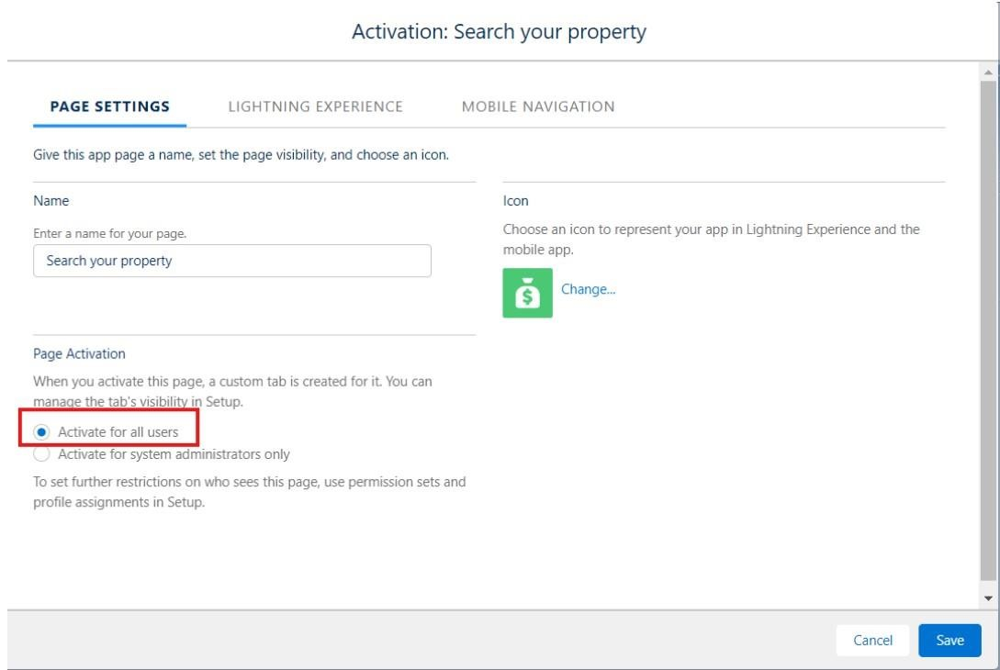 Activation: Search your property
PAGE SETTINGS
LIGHTNING EXPERIENCE
MOBILE NAVIGATION
Give this app page a name, set the page visibility, and choose an icon.
Name
Enter a name for your page.
Search your property
Icon
Choose an icon to represent your app in Lightning Experience and the
mobile app.
$
Change...
Page Activation
When you activate this page, a custom tab is created for it. You can
manage the tab's visibility in Setup.
Activate for all users
Activate for system administrators only
To set further restrictions on who sees this page, use permission sets and
profile assignments in Setup.
Cancel
Save